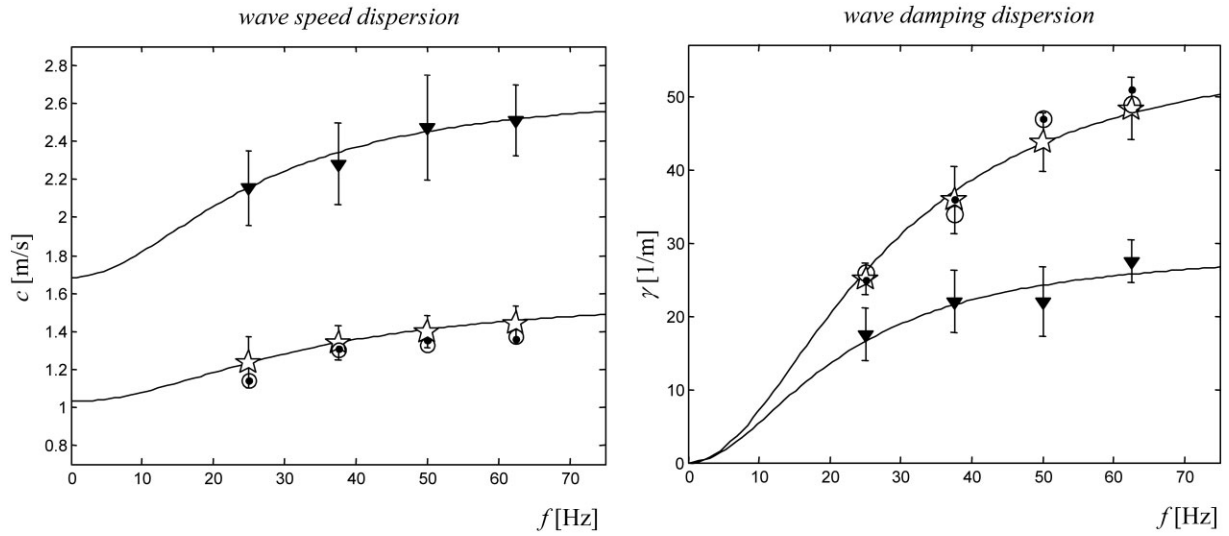 wave speed dispersion
2.8
2.6
2.4
2.2
2
1.8
1.6
1.4
1.2
1
0.8
c [m/s]
0 10 20 30 40 50 60 70
f [Hz]
wave damping dispersion
50
40
30
20
10
0
γ [1/m]
0 10 20 30 40 50 60 70
f [Hz]